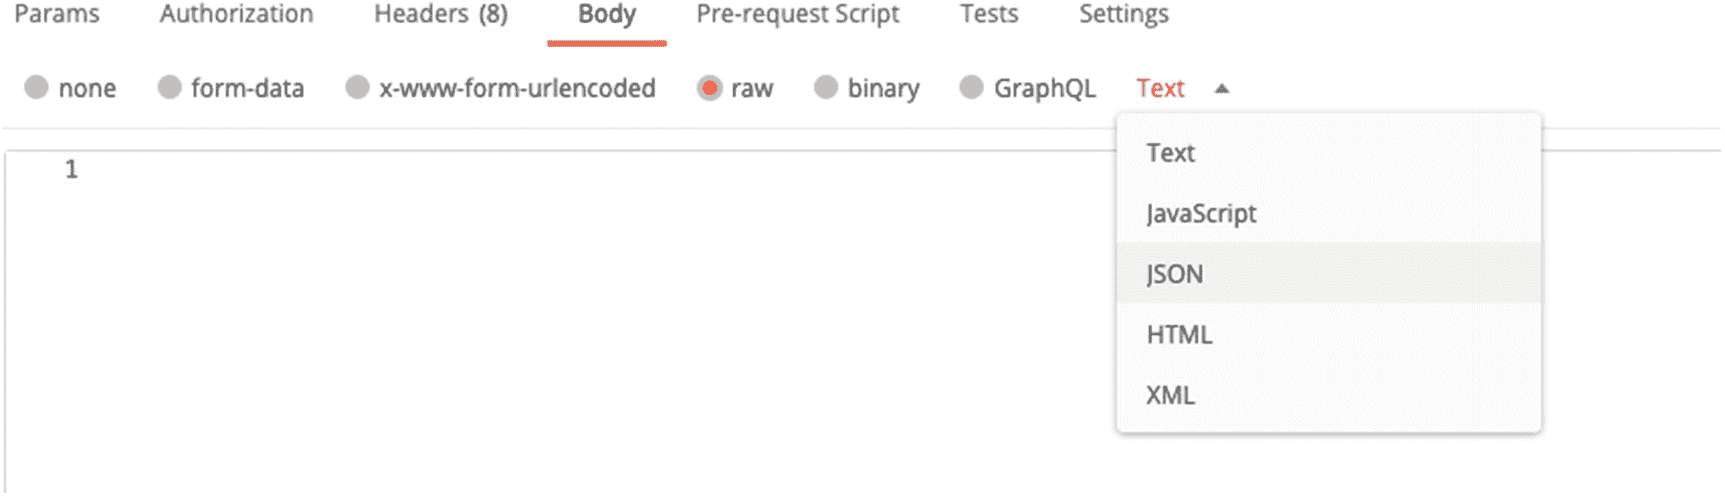 Params Authorization Headers (8) Body Pre-request Script Tests Settings
none form-data x-www-form-urlencoded raw binary GraphQL Text
1
Text
JavaScript
JSON
HTML
XML